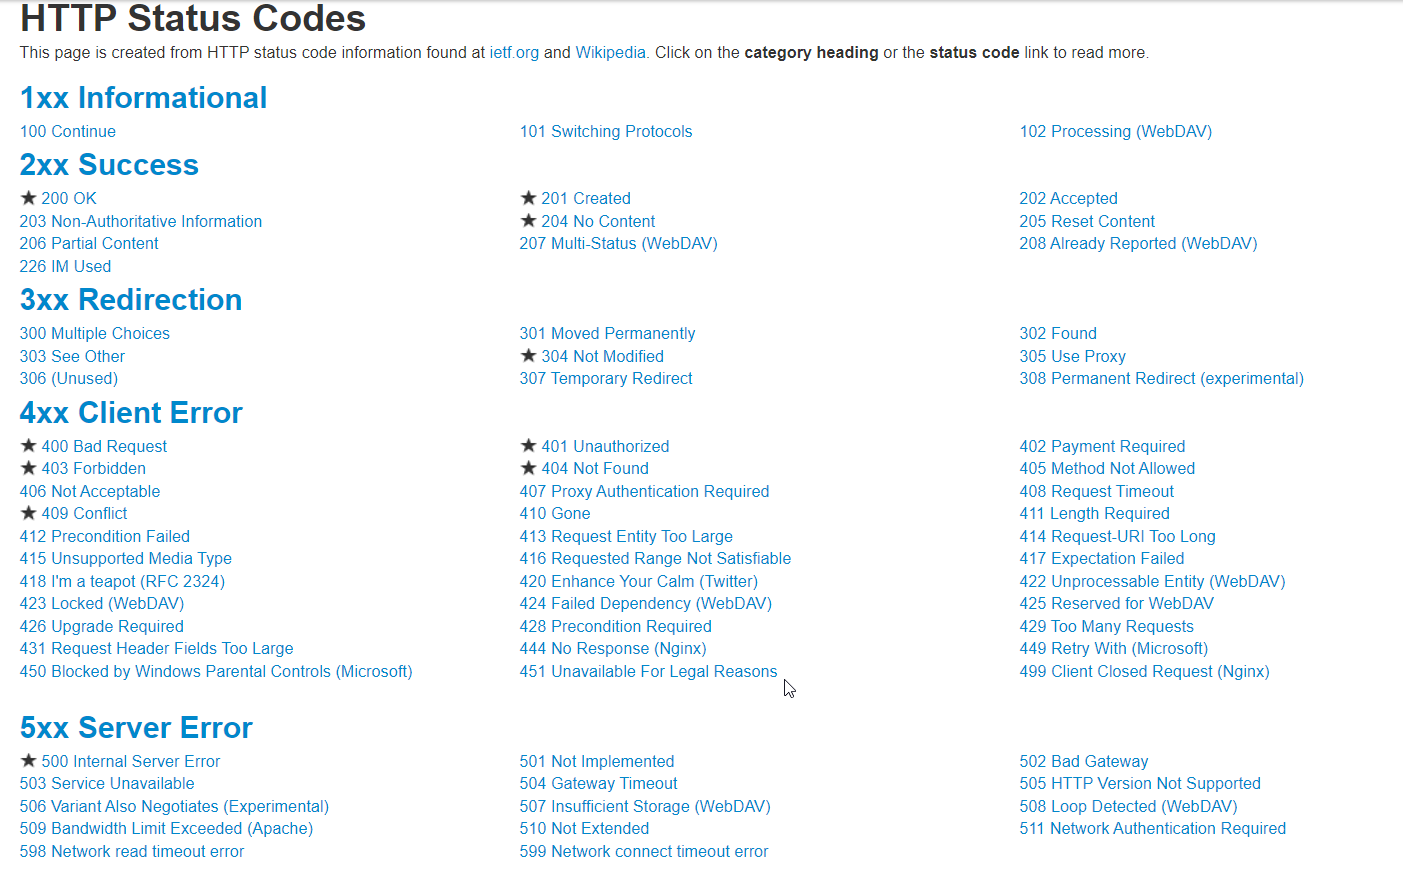 HTTP Status Codes
This page is created from HTTP status code information found at ietf.org and Wikipedia. Click on the category heading or the status code link to read more.
1xx Informational
100 Continue 101 Switching Protocols 102 Processing (WebDAV)
2xx Success
★ 200 OK ★ 201 Created 202 Accepted
203 Non-Authoritative Information ★ 204 No Content 205 Reset Content
206 Partial Content 207 Multi-Status (WebDAV) 208 Already Reported (WebDAV)
226 IM Used
3xx Redirection
300 Multiple Choices 301 Moved Permanently 302 Found
303 See Other ★ 304 Not Modified 305 Use Proxy
306 (Unused) 307 Temporary Redirect 308 Permanent Redirect (experimental)
4xx Client Error
★ 400 Bad Request ★ 401 Unauthorized 402 Payment Required
★ 403 Forbidden ★ 404 Not Found 405 Method Not Allowed
406 Not Acceptable 407 Proxy Authentication Required 408 Request Timeout
★ 409 Conflict 410 Gone 411 Length Required
412 Precondition Failed 413 Request Entity Too Large 414 Request-URI Too Long
415 Unsupported Media Type 416 Requested Range Not Satisfiable 417 Expectation Failed
418 I'm a teapot (RFC 2324) 420 Enhance Your Calm (Twitter) 422 Unprocessable Entity (WebDAV)
423 Locked (WebDAV) 424 Failed Dependency (WebDAV) 425 Reserved for WebDAV
426 Upgrade Required 428 Precondition Required 429 Too Many Requests
431 Request Header Fields Too Large 444 No Response (Nginx) 449 Retry With (Microsoft)
450 Blocked by Windows Parental Controls (Microsoft) 451 Unavailable For Legal Reasons 499 Client Closed Request (Nginx)
5xx Server Error
★ 500 Internal Server Error 501 Not Implemented 502 Bad Gateway
503 Service Unavailable 504 Gateway Timeout 505 HTTP Version Not Supported
506 Variant Also Negotiates (Experimental) 507 Insufficient Storage (WebDAV) 508 Loop Detected (WebDAV)
509 Bandwidth Limit Exceeded (Apache) 510 Not Extended 511 Network Authentication Required
598 Network read timeout error 599 Network connect timeout error